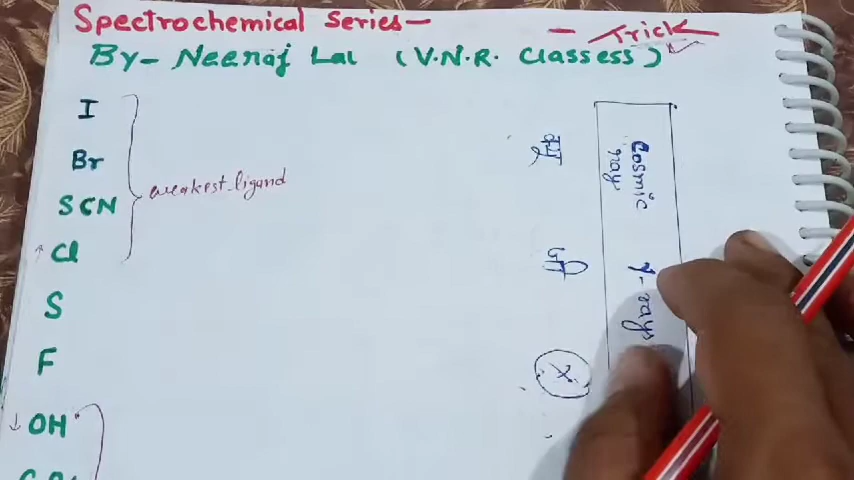 Spectrochemical Series — — Trick
By- Neeraj Lal (V.N.R. Classess)
I
Br
SCN
weakest ligand
Cl
S
F
OH
Cosmic
ray
γ-rays
X